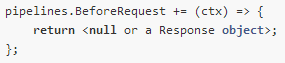 pipelines.BeforeRequest += (ctx) => {
    return <null or a Response object>;
};